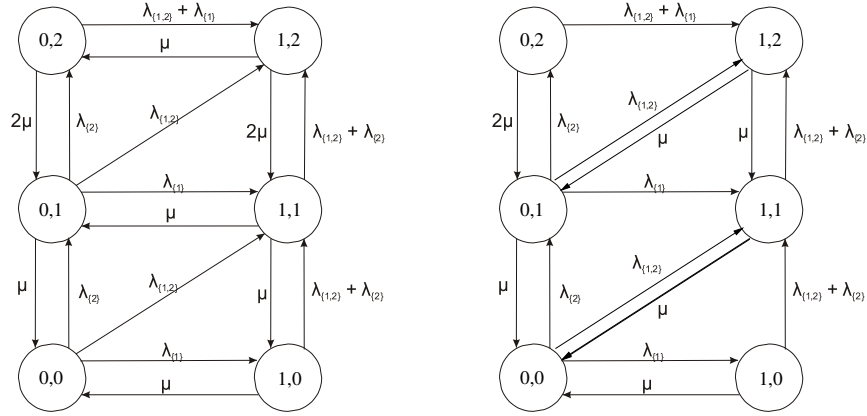 λ{1,2} + λ{1}
0,2
1,2
μ
2μ
λ{2}
λ{1,2}
2μ
λ{1,2} + λ{2}
λ{1}
0,1
1,1
μ
μ
λ{2}
λ{1,2}
μ
λ{1,2} + λ{2}
λ{1}
0,0
1,0
μ
λ{1,2} + λ{1}
0,2
1,2
2μ
λ{2}
λ{1,2}
μ
μ
λ{1,2} + λ{2}
λ{1}
0,1
1,1
μ
λ{2}
λ{1,2}
μ
λ{1,2} + λ{2}
λ{1}
0,0
1,0
μ